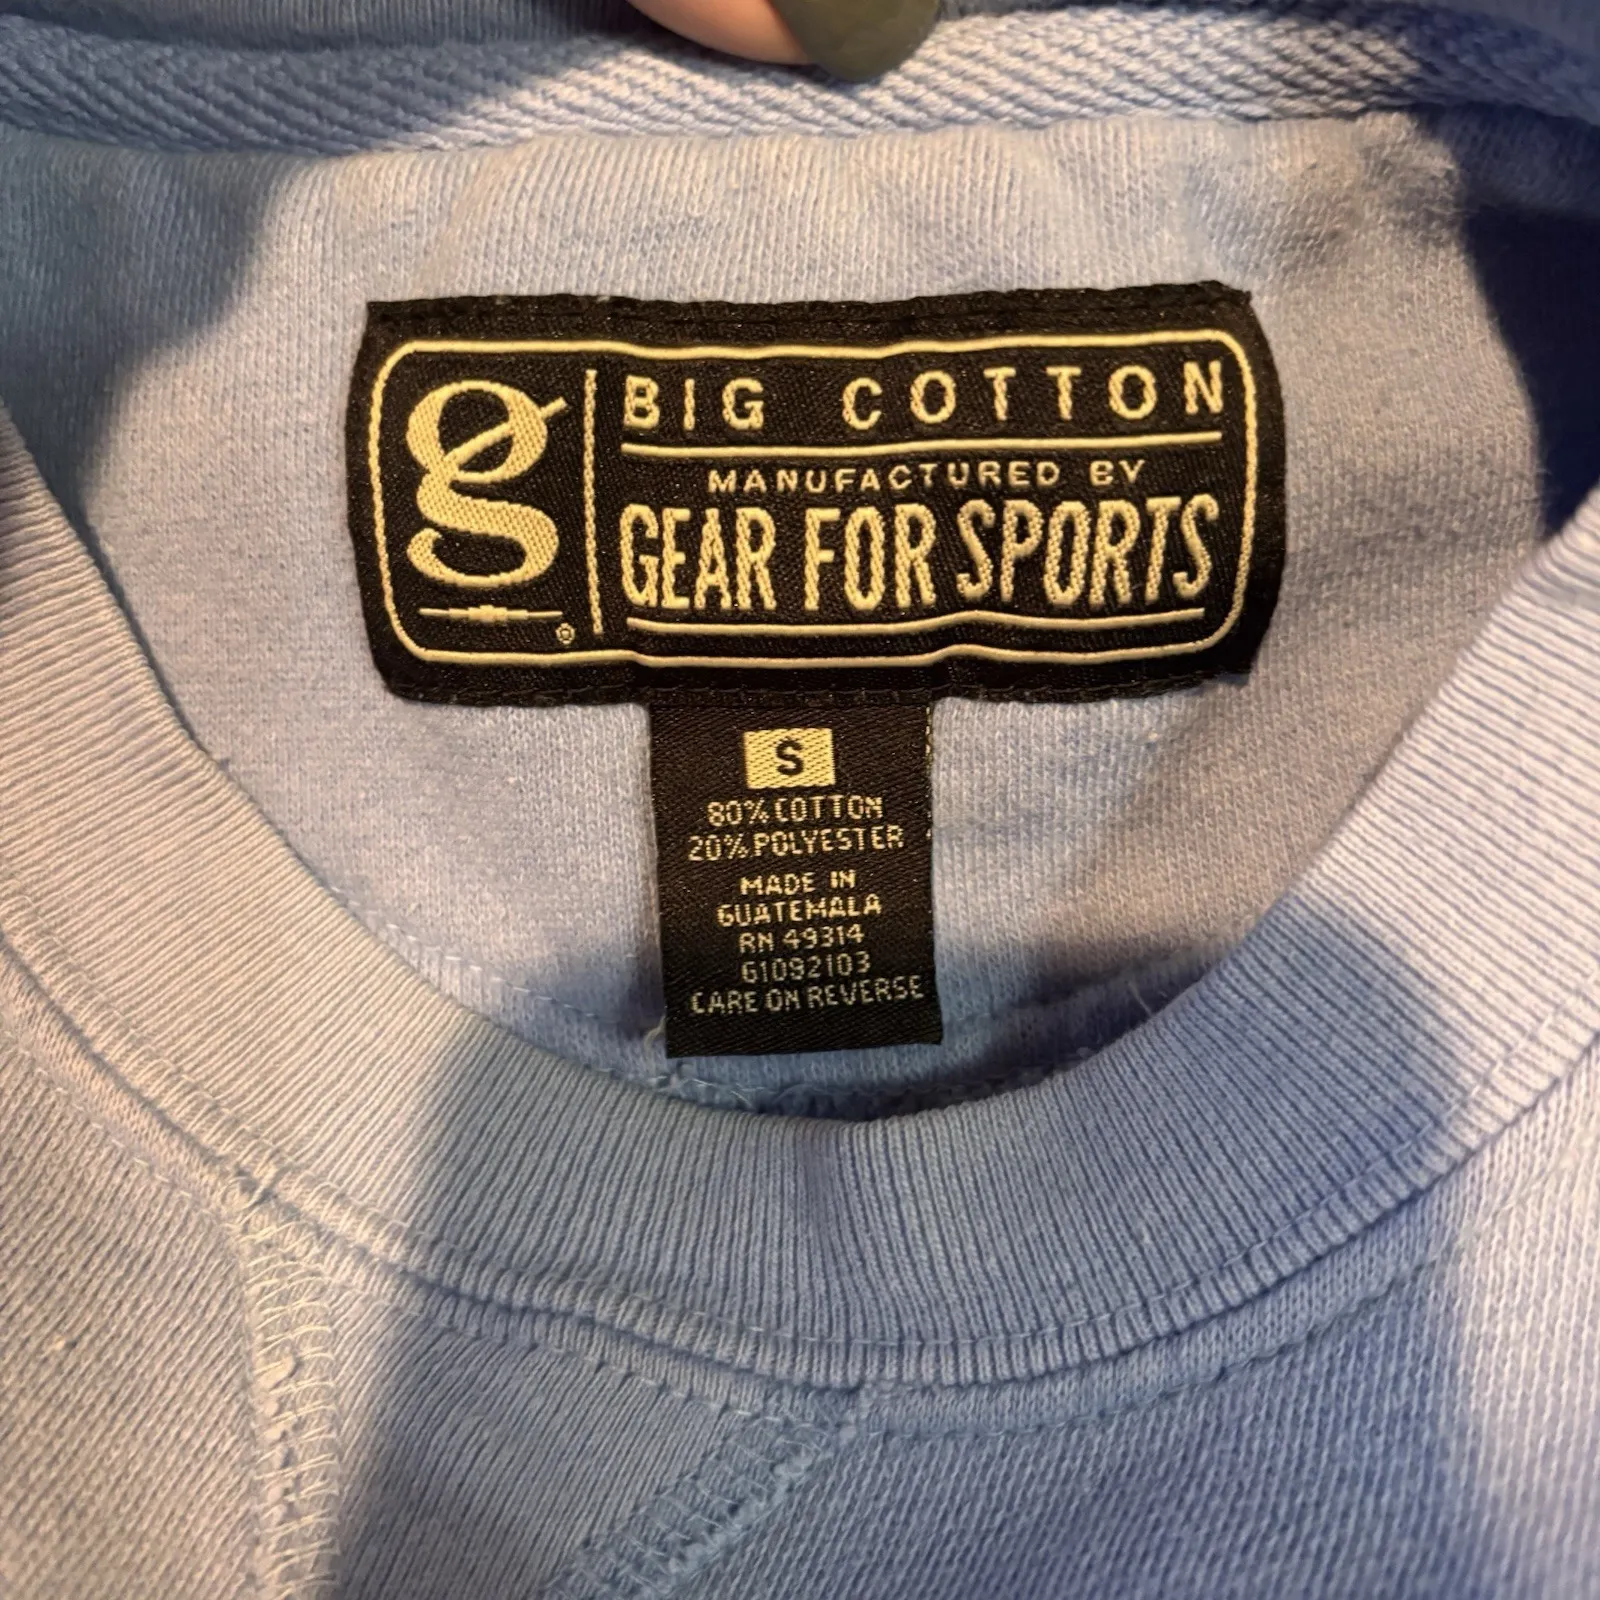 g
BIG COTTON
MANUFACTURED BY
GEAR FOR SPORTS
®
S
80% COTTON
20% POLYESTER
MADE IN
GUATEMALA
RN 49314
G1092103
CARE ON REVERSE